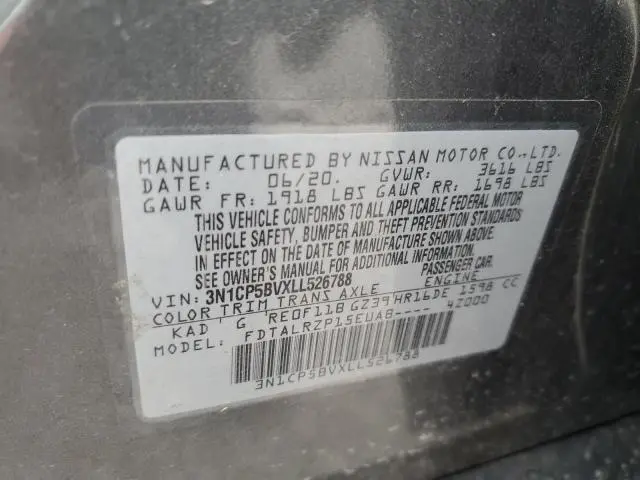 MANUFACTURED BY NISSAN MOTOR CO.,LTD.
DATE: 06/20. GVWR: 3616 LBS
GAWR FR: 1918 LBS GAWR RR: 1698 LBS
THIS VEHICLE CONFORMS TO ALL APPLICABLE FEDERAL MOTOR
VEHICLE SAFETY, BUMPER AND THEFT PREVENTION STANDARDS
IN EFFECT ON THE DATE OF MANUFACTURE SHOWN ABOVE.
SEE OWNER'S MANUAL FOR ADDITIONAL INFORMATION
VIN: 3N1CP5BVXLL526788 PASSENGER CAR.
COLOR TRIM TRANS AXLE ENGINE
KAD G RE0F11B GZ39 HR16DE 1598 CC
MODEL: FDTALRZP15EUAB---- 4Z000
3N1CP5BVXLL526788